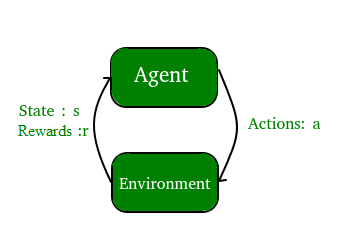 Agent
State : s
Rewards :r
Actions: a
Environment